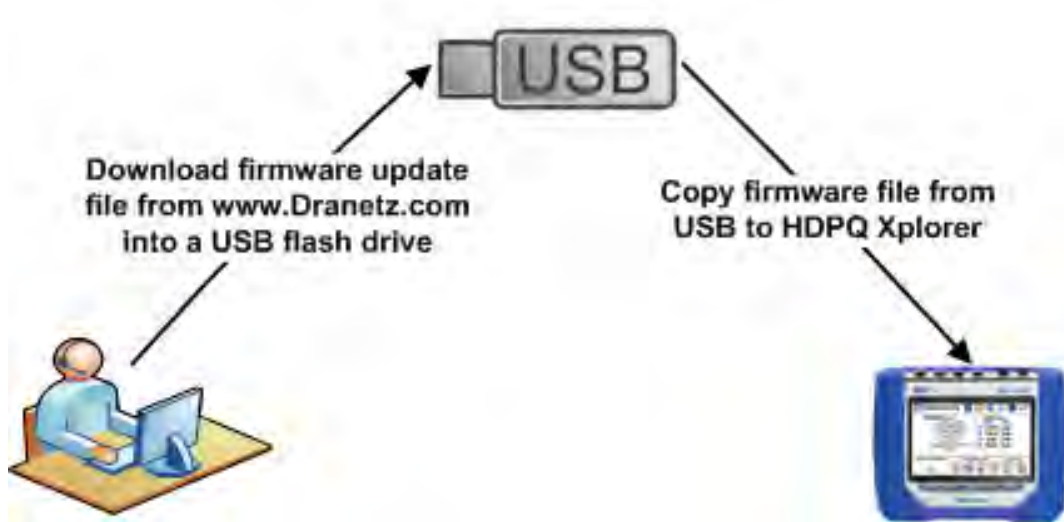 USB
Download firmware update
file from www.Dranetz.com
into a USB flash drive
Copy firmware file from
USB to HDPQ Xplorer